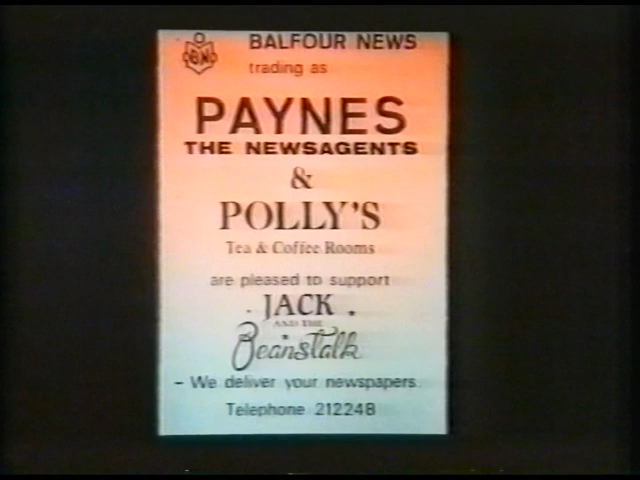 BN
BALFOUR NEWS
trading as
PAYNES
THE NEWSAGENTS
&
POLLY'S
Tea & Coffee Rooms
are pleased to support
JACK
AND THE
Beanstalk
- We deliver your newspapers.
Telephone 212248